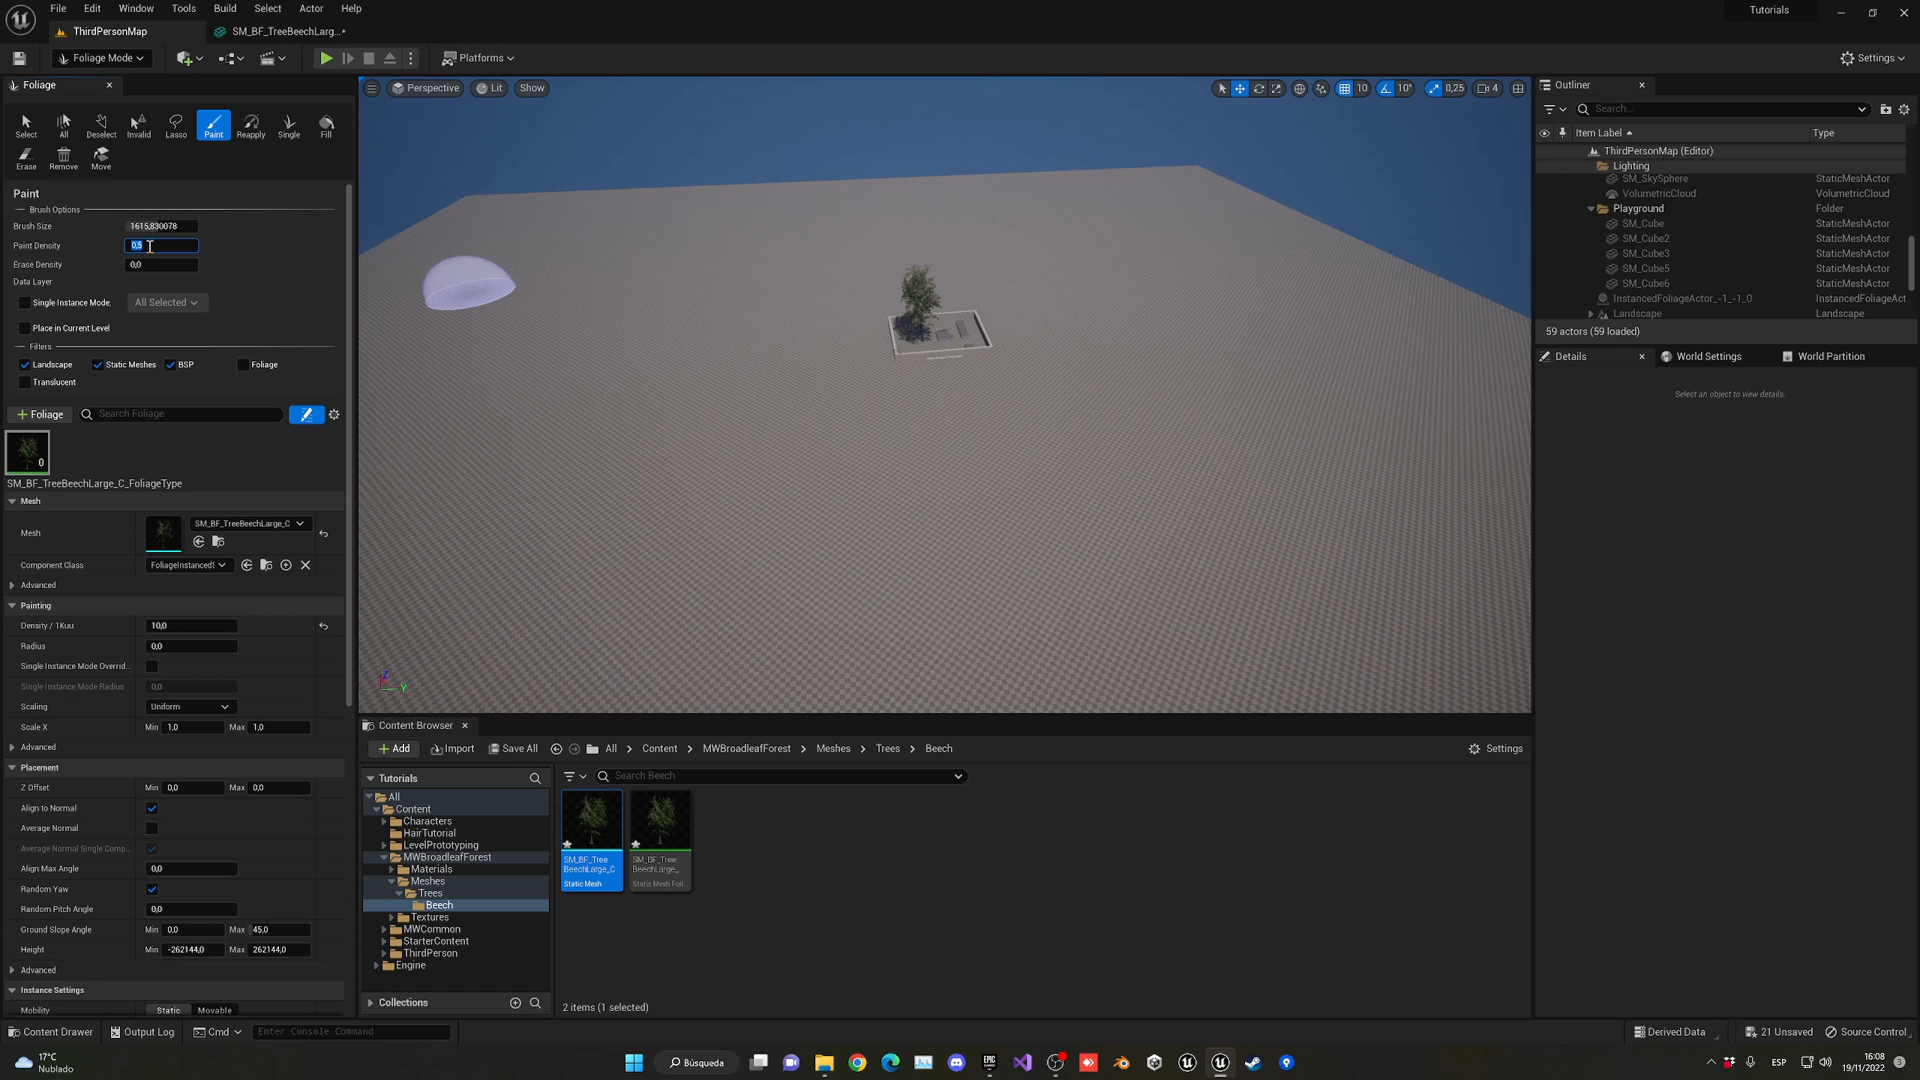 File Edit Window Tools Build Select Actor Help
Tutorials
ThirdPersonMap
SM_BF_TreeBeechLarg...*
Foliage Mode
Platforms
Settings
Foliage
Select All Deselect Invalid Lasso Paint Reapply Single Fill
Erase Remove Move
Paint
Brush Options
Brush Size 1615,830078
Paint Density 0,5
Erase Density 0,0
Data Layer
Single Instance Mode: All Selected
Place in Current Level
Filters
Landscape Static Meshes BSP Foliage
Translucent
+ Foliage Search Foliage
0
SM_BF_TreeBeechLarge_C_FoliageType
Mesh
Mesh SM_BF_TreeBeechLarge_C
Component Class FoliageInstancedS
Advanced
Painting
Density / 1Kuu 10,0
Radius 0,0
Single Instance Mode Overrid...
Single Instance Mode Radius 0,0
Scaling Uniform
Scale X Min 1,0 Max 1,0
Advanced
Placement
Z Offset Min 0,0 Max 0,0
Align to Normal
Average Normal
Average Normal Single Comp...
Align Max Angle 0,0
Random Yaw
Random Pitch Angle 0,0
Ground Slope Angle Min 0,0 Max 45,0
Height Min -262144,0 Max 262144,0
Advanced
Instance Settings
Mobility Static Movable
Perspective Lit Show
10 10° 0,25 4
Z Y
Outliner
Search...
Item Label Type
ThirdPersonMap (Editor)
Lighting
SM_SkySphere StaticMeshActor
VolumetricCloud VolumetricCloud
Playground Folder
SM_Cube StaticMeshActor
SM_Cube2 StaticMeshActor
SM_Cube3 StaticMeshActor
SM_Cube5 StaticMeshActor
SM_Cube6 StaticMeshActor
InstancedFoliageActor_-1_-1_0 InstancedFoliageAct
Landscape Landscape
59 actors (59 loaded)
Details World Settings World Partition
Select an object to view details.
Content Browser
+ Add Import Save All All > Content > MWBroadleafForest > Meshes > Trees > Beech Settings
Tutorials
Search Beech
All
Content
Characters
HairTutorial
LevelPrototyping
MWBroadleafForest
Materials
Meshes
Trees
Beech
Textures
MWCommon
StarterContent
ThirdPerson
Engine
Collections
SM_BF_Tree
BeechLarge_C
Static Mesh
SM_BF_Tree
BeechLarge_...
Static Mesh Foli...
2 items (1 selected)
Content Drawer Output Log Cmd Enter Console Command
Derived Data 21 Unsaved Source Control
17°C
Nublado
Búsqueda
ESP
16:08
19/11/2022